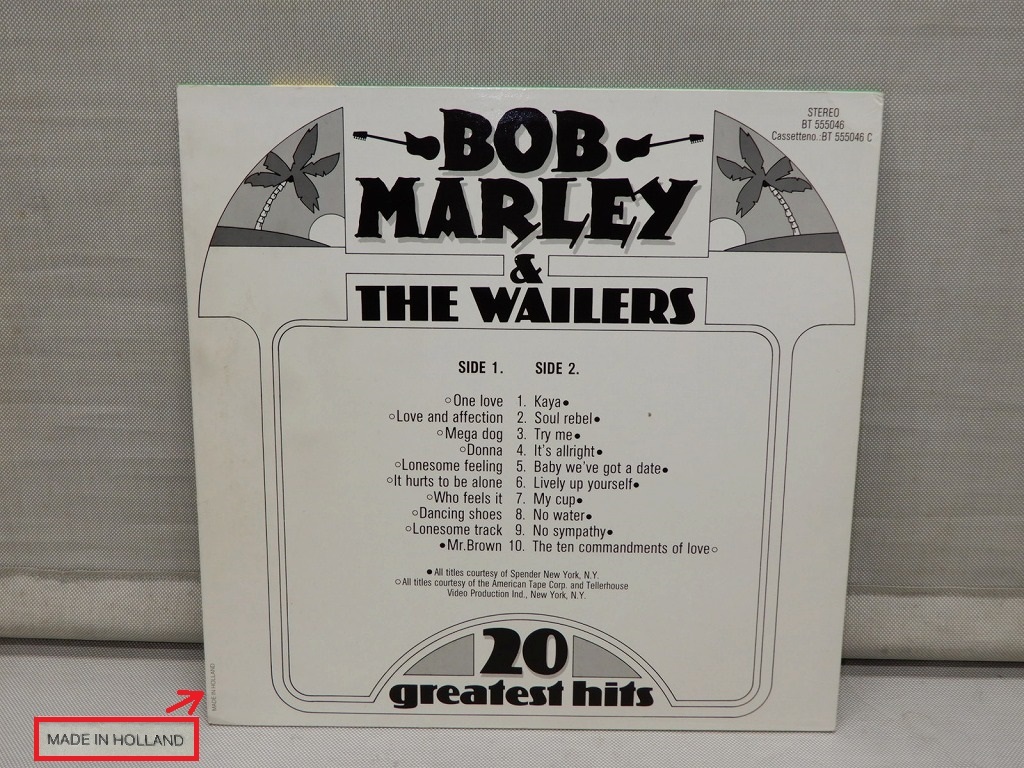 STEREO
BT 555046
Cassetteno.:BT 555046 C
BOB
MARLEY
&
THE WAILERS
SIDE 1. SIDE 2.
○One love 1. Kaya●
○Love and affection 2. Soul rebel●
○Mega dog 3. Try me●
○Donna 4. It's allright●
○Lonesome feeling 5. Baby we've got a date●
○It hurts to be alone 6. Lively up yourself●
○Who feels it 7. My cup●
○Dancing shoes 8. No water●
○Lonesome track 9. No sympathy●
●Mr.Brown 10. The ten commandments of love○
●All titles courtesy of Spender New York, N.Y.
○All titles courtesy of the American Tape Corp. and Tellerhouse
Video Production Ind., New York, N.Y.
20
greatest hits
MADE IN HOLLAND
MADE IN HOLLAND